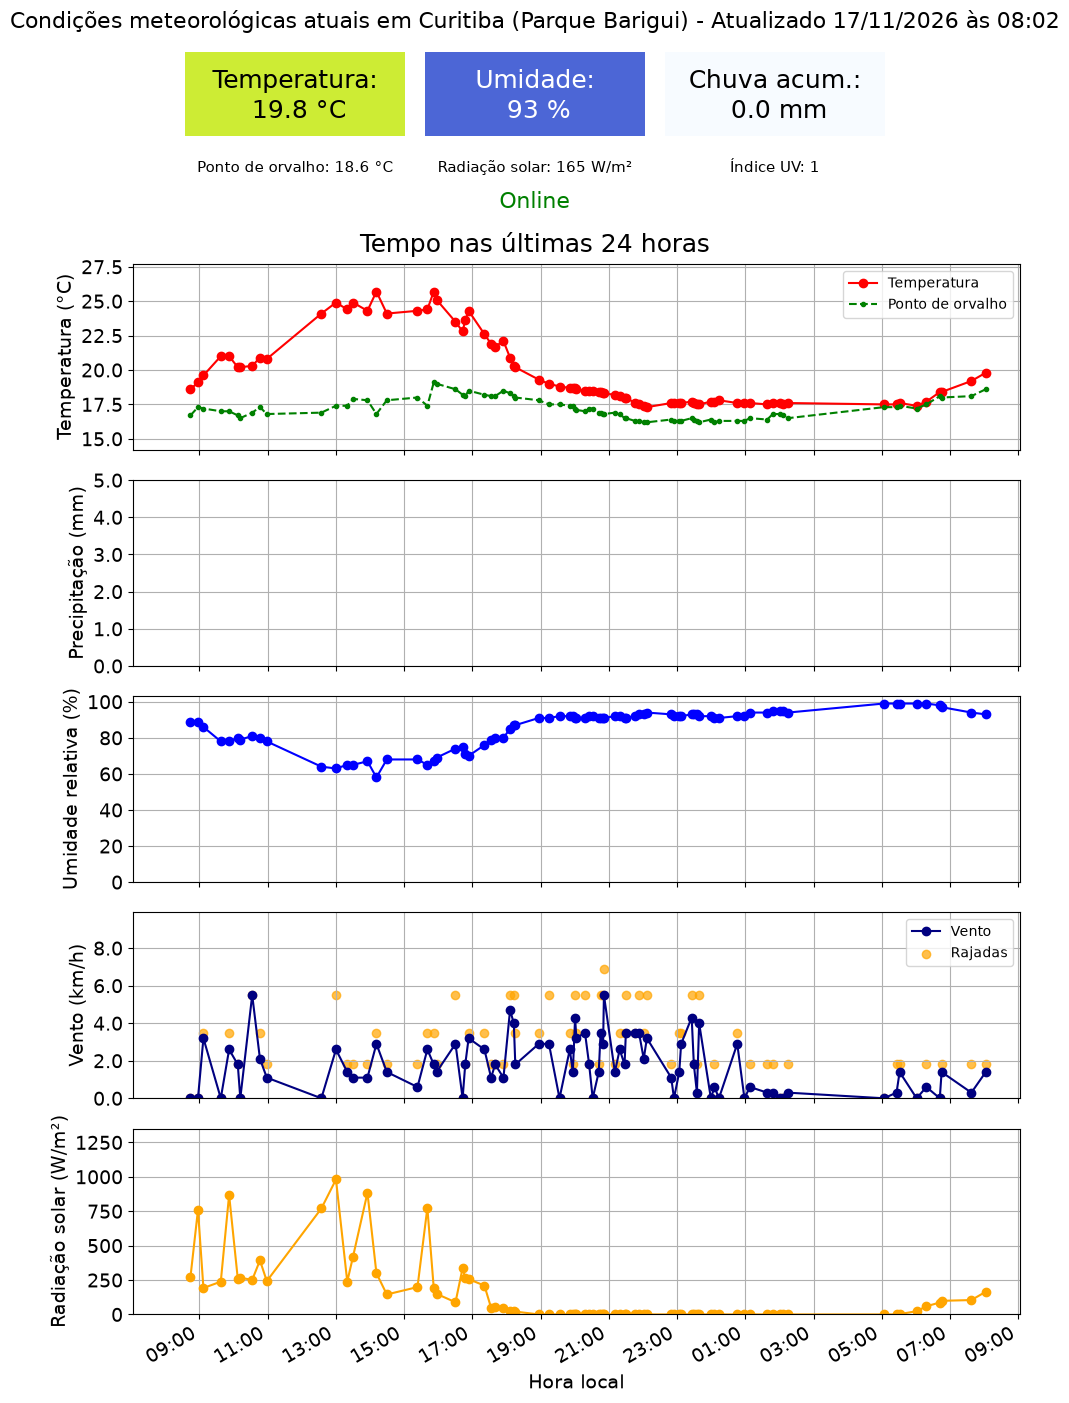 Condições meteorológicas atuais em Curitiba (Parque Barigui) - Atualizado 17/11/2026 às 08:02
Temperatura:
19.8 °C
Umidade:
93 %
Chuva acum.:
0.0 mm
Ponto de orvalho: 18.6 °C
Radiação solar: 165 W/m²
Índice UV: 1
Online
Tempo nas últimas 24 horas
Temperatura (°C)
27.5
25.0
22.5
20.0
17.5
15.0
Temperatura
Ponto de orvalho
Precipitação (mm)
5.0
4.0
3.0
2.0
1.0
0.0
Umidade relativa (%)
100
80
60
40
20
0
Vento (km/h)
8.0
6.0
4.0
2.0
0.0
Vento
Rajadas
Radiação solar (W/m²)
1250
1000
750
500
250
0
09:00
11:00
13:00
15:00
17:00
19:00
21:00
23:00
01:00
03:00
05:00
07:00
09:00
Hora local